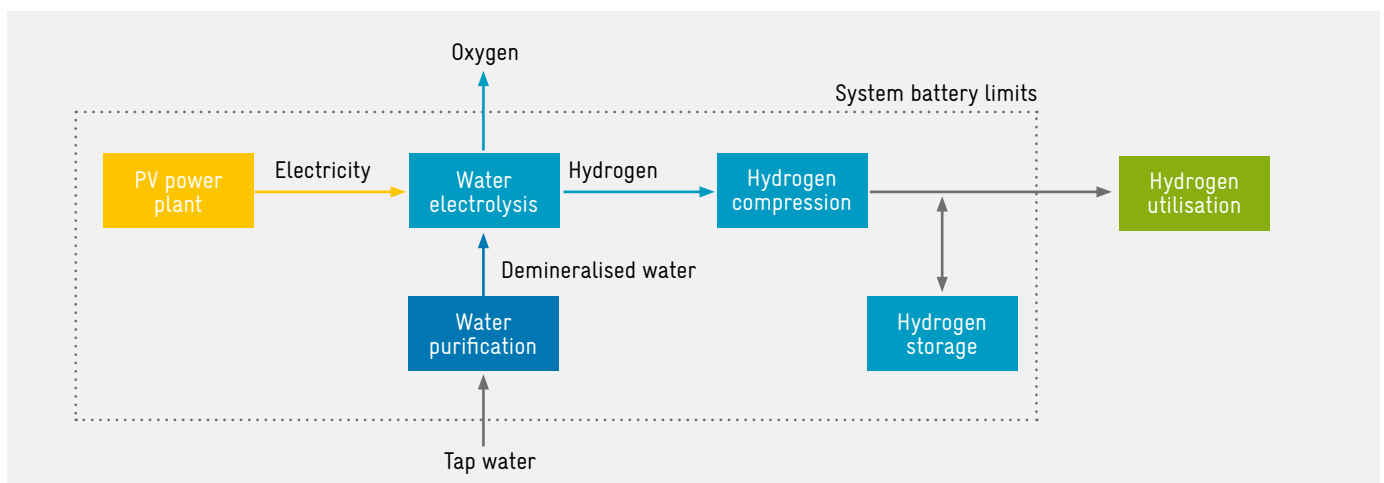 Oxygen
System battery limits
PV power
plant
Electricity
Water
electrolysis
Hydrogen
Hydrogen
compression
Hydrogen
utilisation
Demineralised water
Water
purification
Hydrogen
storage
Tap water